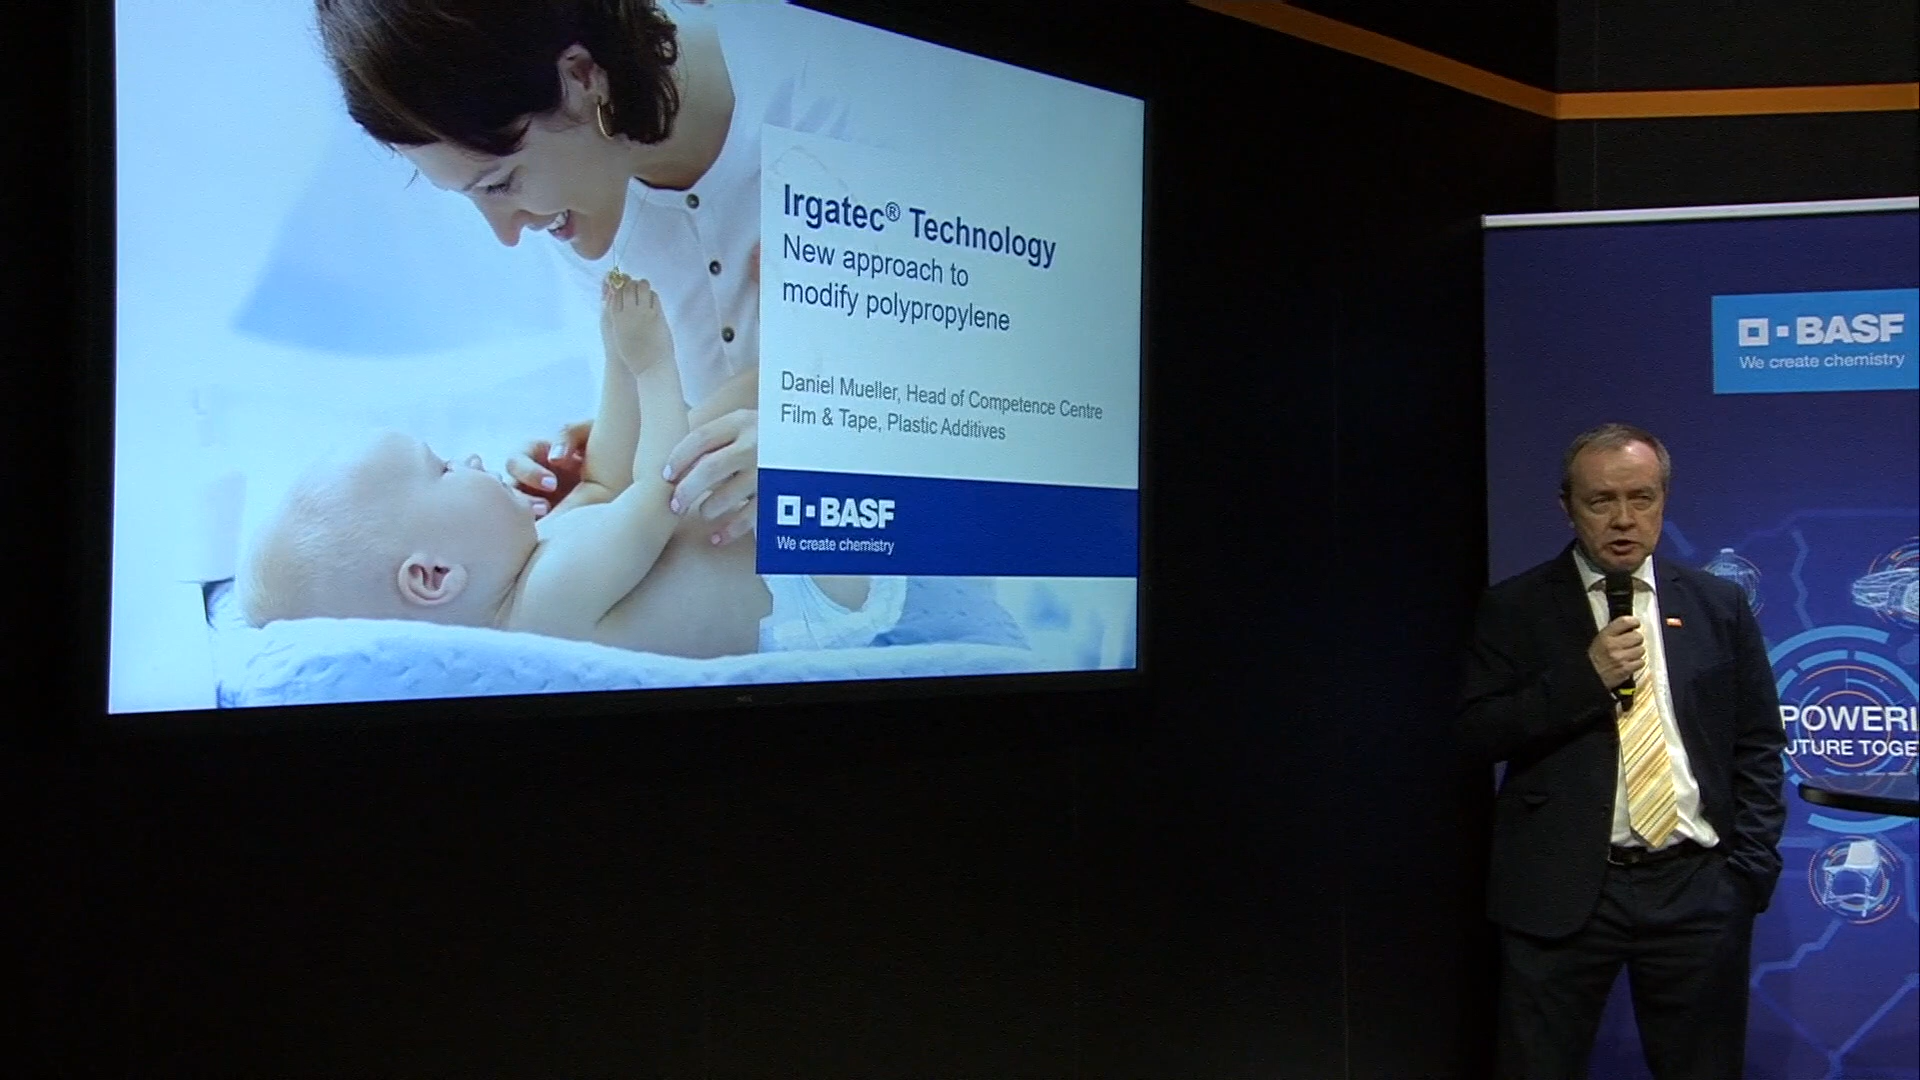 Irgatec® Technology
New approach to
modify polypropylene
Daniel Mueller, Head of Competence Centre
Film & Tape, Plastic Additives
BASF
We create chemistry
BASF
We create chemistry
POWERI
UTURE TOGE